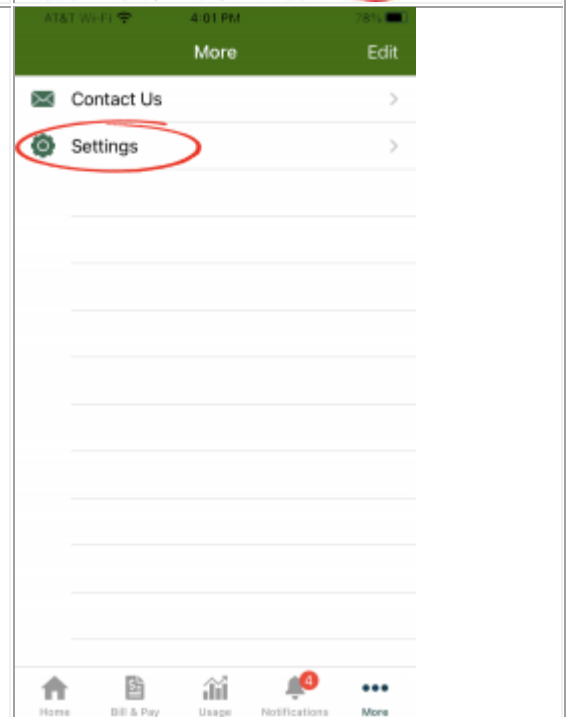 AT&T Wi-Fi 4:01 PM 78%
More Edit
Contact Us
Settings
4
Home Bill & Pay Usage Notifications More